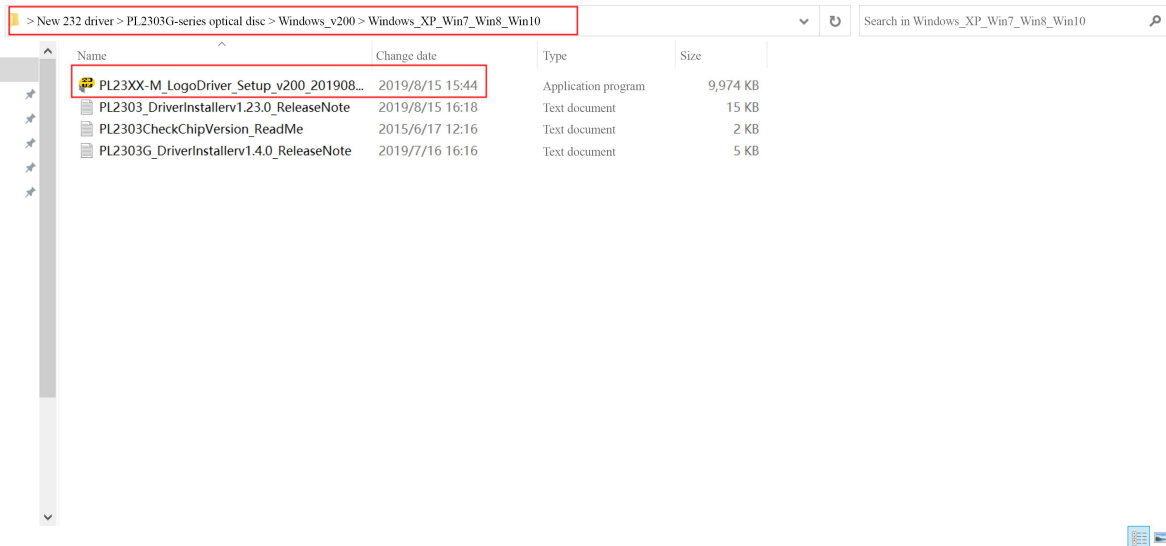 > New 232 driver > PL2303G-series optical disc > Windows_v200 > Windows_XP_Win7_Win8_Win10 Search in Windows_XP_Win7_Win8_Win10
Name Change date Type Size
PL23XX-M_LogoDriver_Setup_v200_201908... 2019/8/15 15:44 Application program 9,974 KB
PL2303_DriverInstallerv1.23.0_ReleaseNote 2019/8/15 16:18 Text document 15 KB
PL2303CheckChipVersion_ReadMe 2015/6/17 12:16 Text document 2 KB
PL2303G_DriverInstallerv1.4.0_ReleaseNote 2019/7/16 16:16 Text document 5 KB